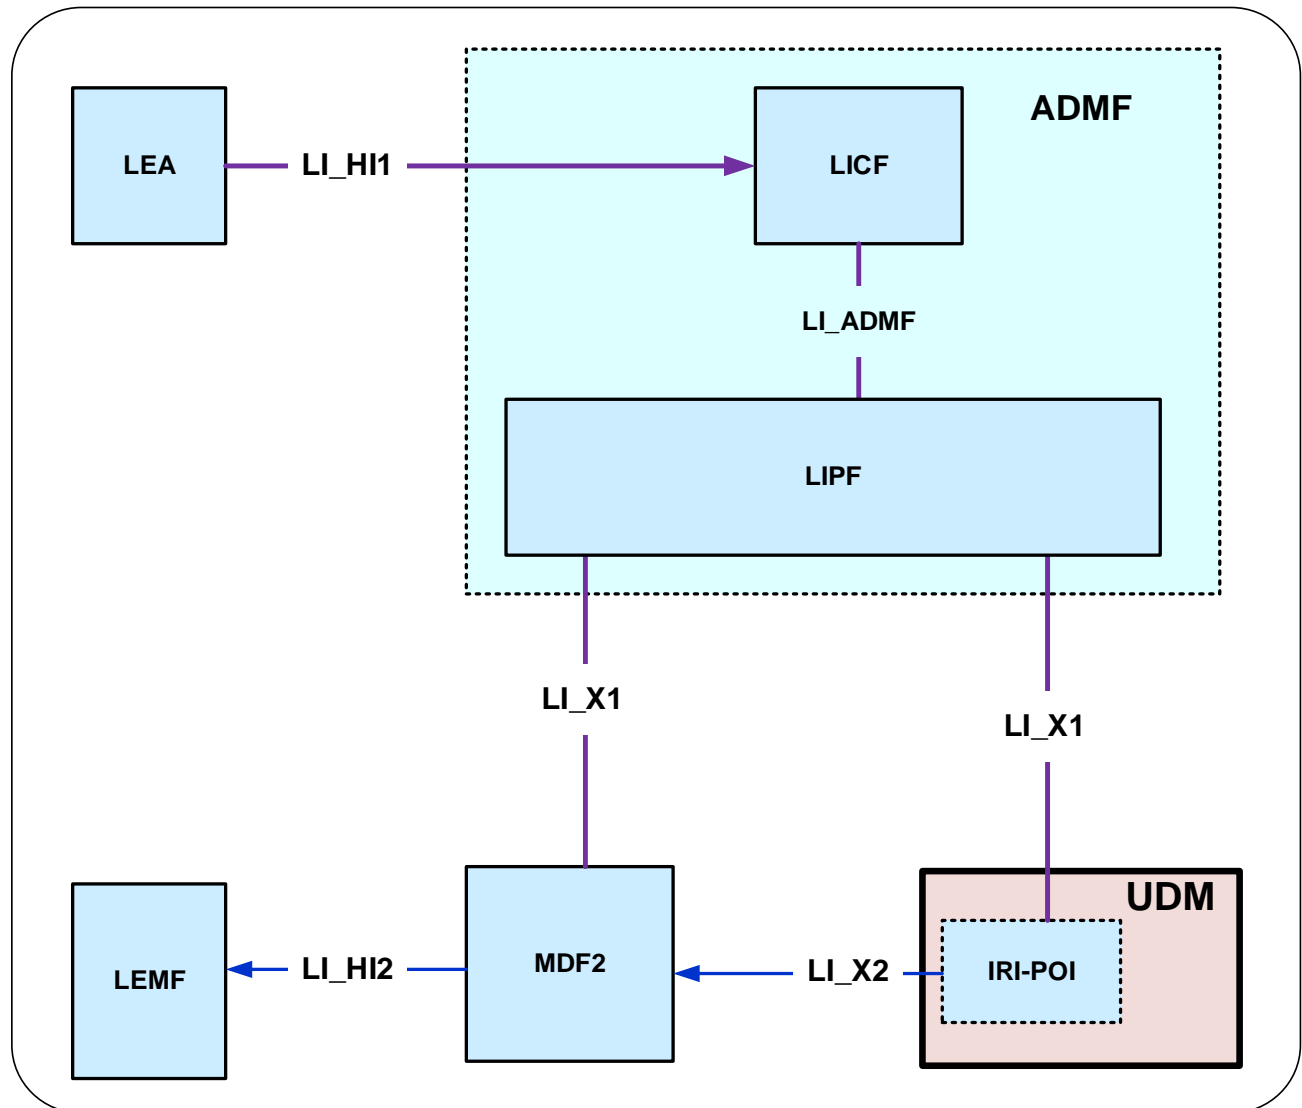 ADMF
LEA
LI_HI1
LICF
LI_ADMF
LIPF
LI_X1
LI_X1
UDM
LEMF
LI_HI2
MDF2
LI_X2
IRI-POI